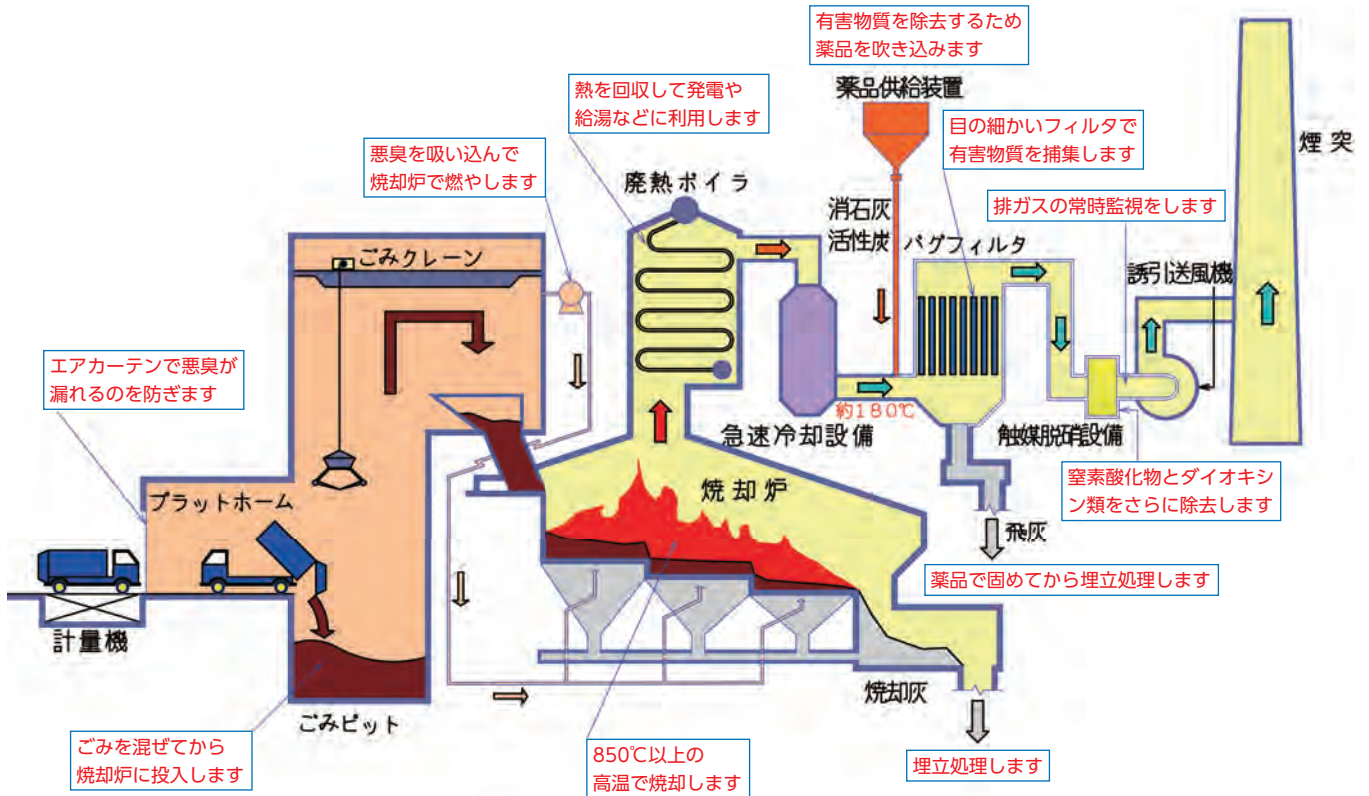 有害物質を除去するため
薬品を吹き込みます
薬品供給装置
熱を回収して発電や
給湯などに利用します
目の細かいフィルタで
有害物質を捕集します
煙突
悪臭を吸い込んで
焼却炉で燃やします
廃熱ボイラ
消石灰
活性炭
排ガスの常時監視をします
バグフィルタ
ごみクレーン
誘引送風機
エアカーテンで悪臭が
漏れるのを防ぎます
約180℃
急速冷却設備
触媒脱硝設備
焼却炉
窒素酸化物とダイオキシ
ン類をさらに除去します
プラットホーム
飛灰
薬品で固めてから埋立処理します
計量機
焼却灰
ごみピット
ごみを混ぜてから
焼却炉に投入します
850℃以上の
高温で焼却します
埋立処理します